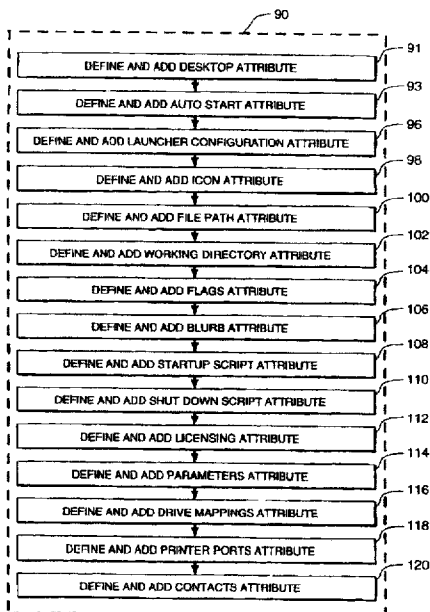 90
91
DEFINE AND ADD DESKTOP ATTRIBUTE
93
DEFINE AND ADD AUTO START ATTRIBUTE
96
DEFINE AND ADD LAUNCHER CONFIGURATION ATTRIBUTE
98
DEFINE AND ADD ICON ATTRIBUTE
100
DEFINE AND ADD FILE PATH ATTRIBUTE
102
DEFINE AND ADD WORKING DIRECTORY ATTRIBUTE
104
DEFINE AND ADD FLAGS ATTRIBUTE
106
DEFINE AND ADD BLURB ATTRIBUTE
108
DEFINE AND ADD STARTUP SCRIPT ATTRIBUTE
110
DEFINE AND ADD SHUT DOWN SCRIPT ATTRIBUTE
112
DEFINE AND ADD LICENSING ATTRIBUTE
114
DEFINE AND ADD PARAMETERS ATTRIBUTE
116
DEFINE AND ADD DRIVE MAPPINGS ATTRIBUTE
118
DEFINE AND ADD PRINTER PORTS ATTRIBUTE
120
DEFINE AND ADD CONTACTS ATTRIBUTE